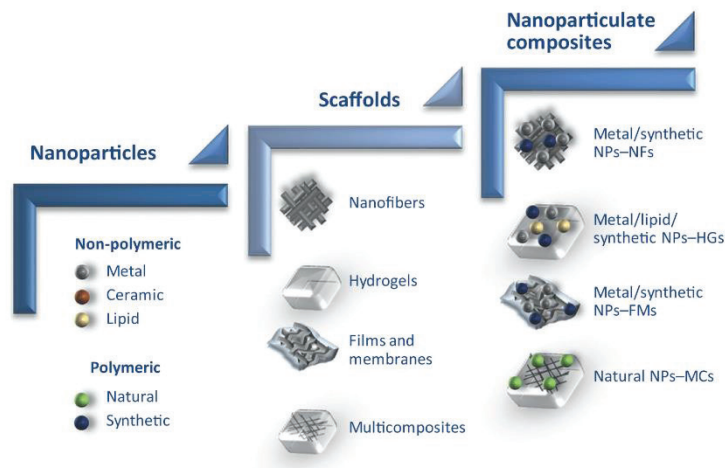 Nanoparticles
Non-polymeric
Metal
Ceramic
Lipid
Polymeric
Natural
Synthetic
Scaffolds
Nanofibers
Hydrogels
Films and
membranes
Multicomposites
Nanoparticulate
composites
Metal/synthetic
NPs–NFs
Metal/lipid/
synthetic NPs–HGs
Metal/synthetic
NPs–FMs
Natural NPs–MCs